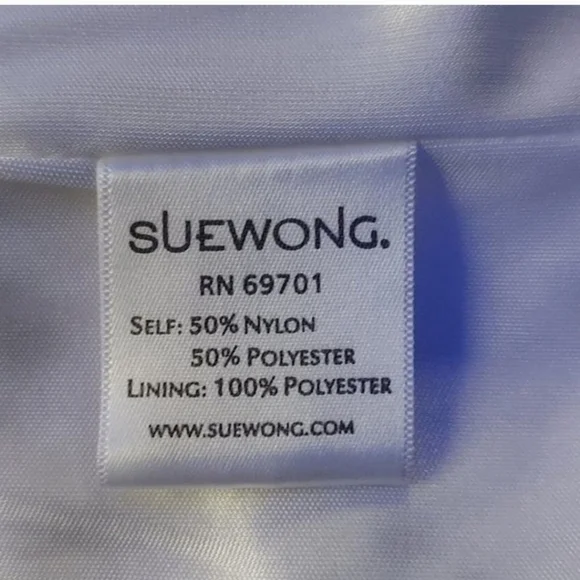 sUEWONG.
RN 69701
SELF: 50% NYLON
50% POLYESTER
LINING: 100% POLYESTER
WWW.SUEWONG.COM